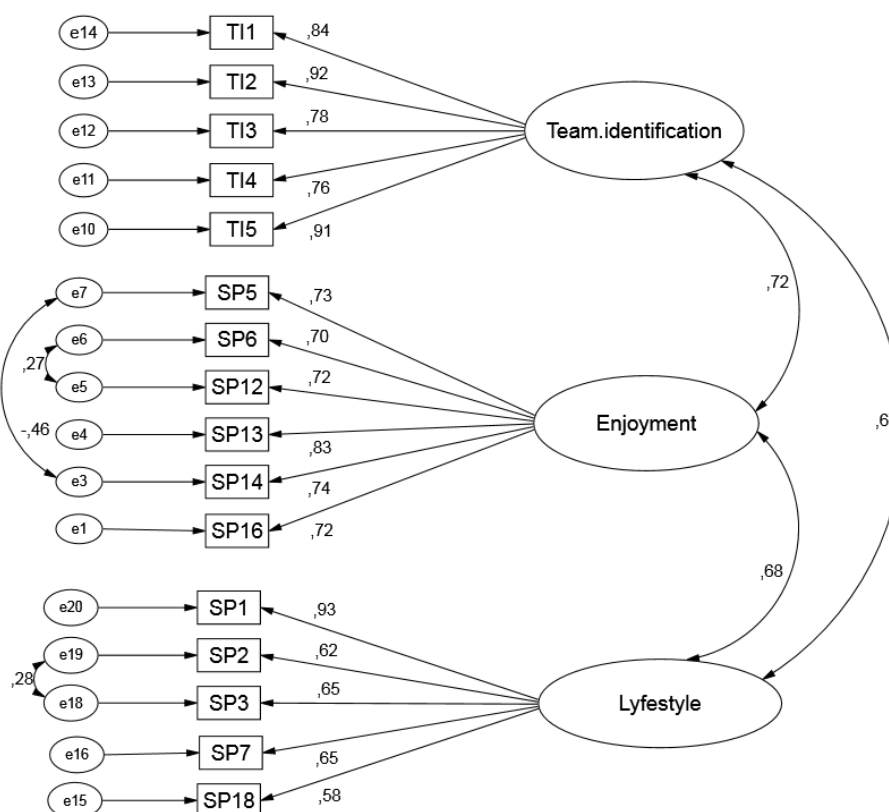 e14 TI1 ,84
e13 TI2 ,92
e12 TI3 ,78
Team.identification
e11 TI4 ,76
e10 TI5 ,91
e7 SP5 ,73
,72
e6 SP6 ,70
,27
e5 SP12 ,72
-,46 e4 SP13 ,83
Enjoyment
,6
e3 SP14 ,74
e1 SP16 ,72
,68
e20 SP1 ,93
e19 SP2 ,62
,28
e18 SP3 ,65
Lyfestyle
e16 SP7 ,65
e15 SP18 ,58